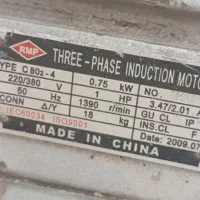 RMP THREE-PHASE INDUCTION MOTO
TYPE C802-4 0.75 kW NO.
220/380 V 1 HP 3.47/2.01 A
50 Hz 1390 r/min GU CL IP
CONN Δ/Y 18 kg INS.CL F
IEC60034 ISO9001 Date 2009.07
MADE IN CHINA